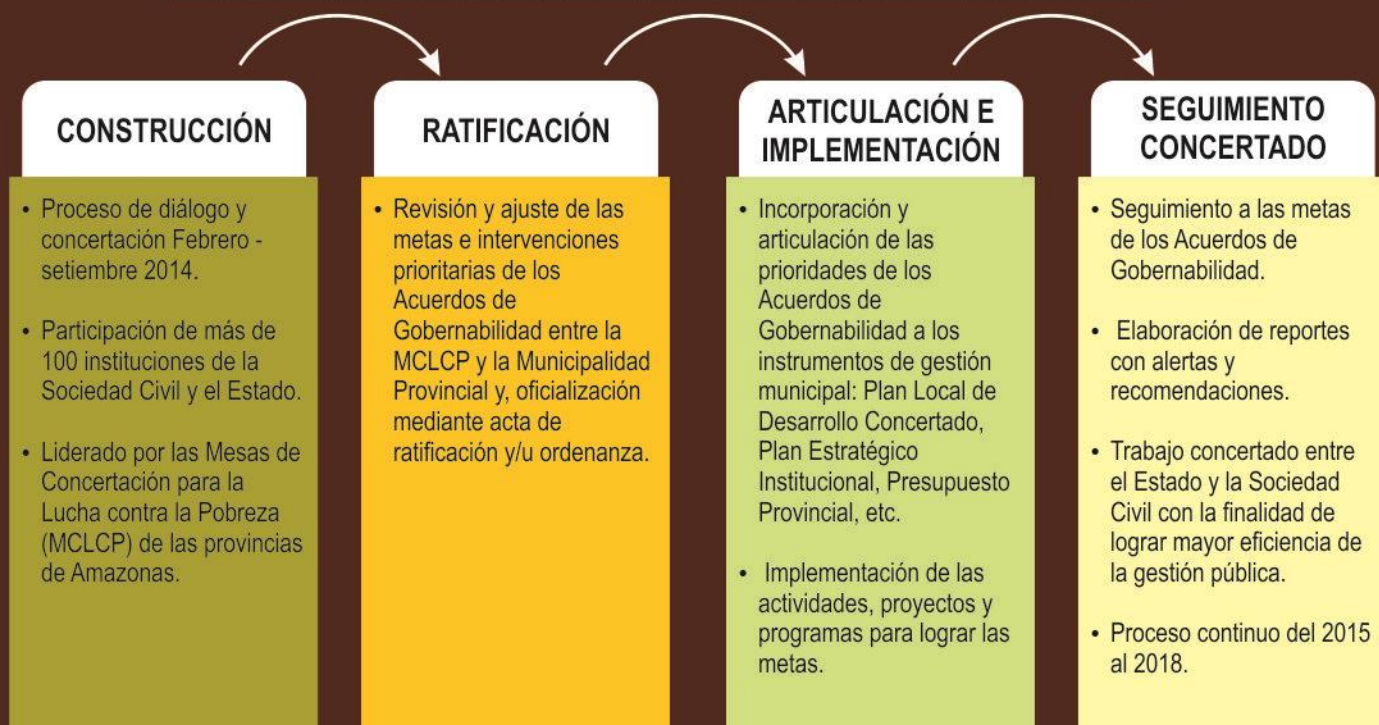 CONSTRUCCIÓN
• Proceso de diálogo y
concertación Febrero -
setiembre 2014.
• Participación de más de
100 instituciones de la
Sociedad Civil y el Estado.
• Liderado por las Mesas de
Concertación para la
Lucha contra la Pobreza
(MCLCP) de las provincias
de Amazonas.
RATIFICACIÓN
• Revisión y ajuste de las
metas e intervenciones
prioritarias de los
Acuerdos de
Gobernabilidad entre la
MCLCP y la Municipalidad
Provincial y, oficialización
mediante acta de
ratificación y/u ordenanza.
ARTICULACIÓN E
IMPLEMENTACIÓN
• Incorporación y
articulación de las
prioridades de los
Acuerdos de
Gobernabilidad a los
instrumentos de gestión
municipal: Plan Local de
Desarrollo Concertado,
Plan Estratégico
Institucional, Presupuesto
Provincial, etc.
• Implementación de las
actividades, proyectos y
programas para lograr las
metas.
SEGUIMIENTO
CONCERTADO
• Seguimiento a las metas
de los Acuerdos de
Gobernabilidad.
• Elaboración de reportes
con alertas y
recomendaciones.
• Trabajo concertado entre
el Estado y la Sociedad
Civil con la finalidad de
lograr mayor eficiencia de
la gestión pública.
• Proceso continuo del 2015
al 2018.